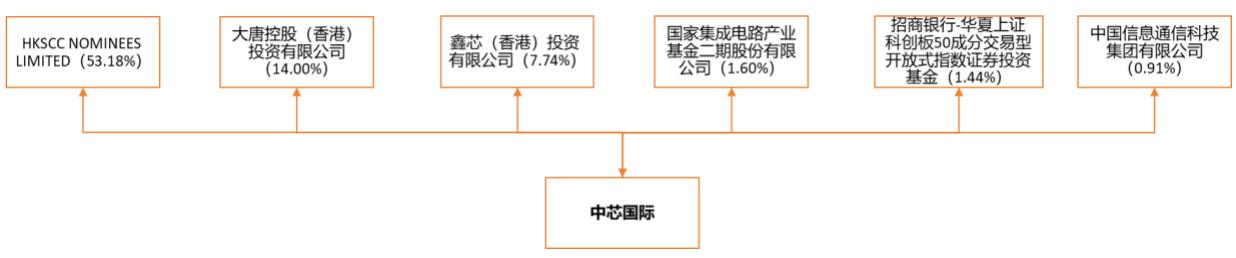 HKSCC NOMINEES
LIMITED（53.18%）
大唐控股（香港）
投资有限公司
（14.00%）
鑫芯（香港）投资
有限公司（7.74%）
国家集成电路产业
基金二期股份有限
公司（1.60%）
招商银行-华夏上证
科创板50成分交易型
开放式指数证券投资
基金（1.44%）
中国信息通信科技
集团有限公司
（0.91%）
中芯国际